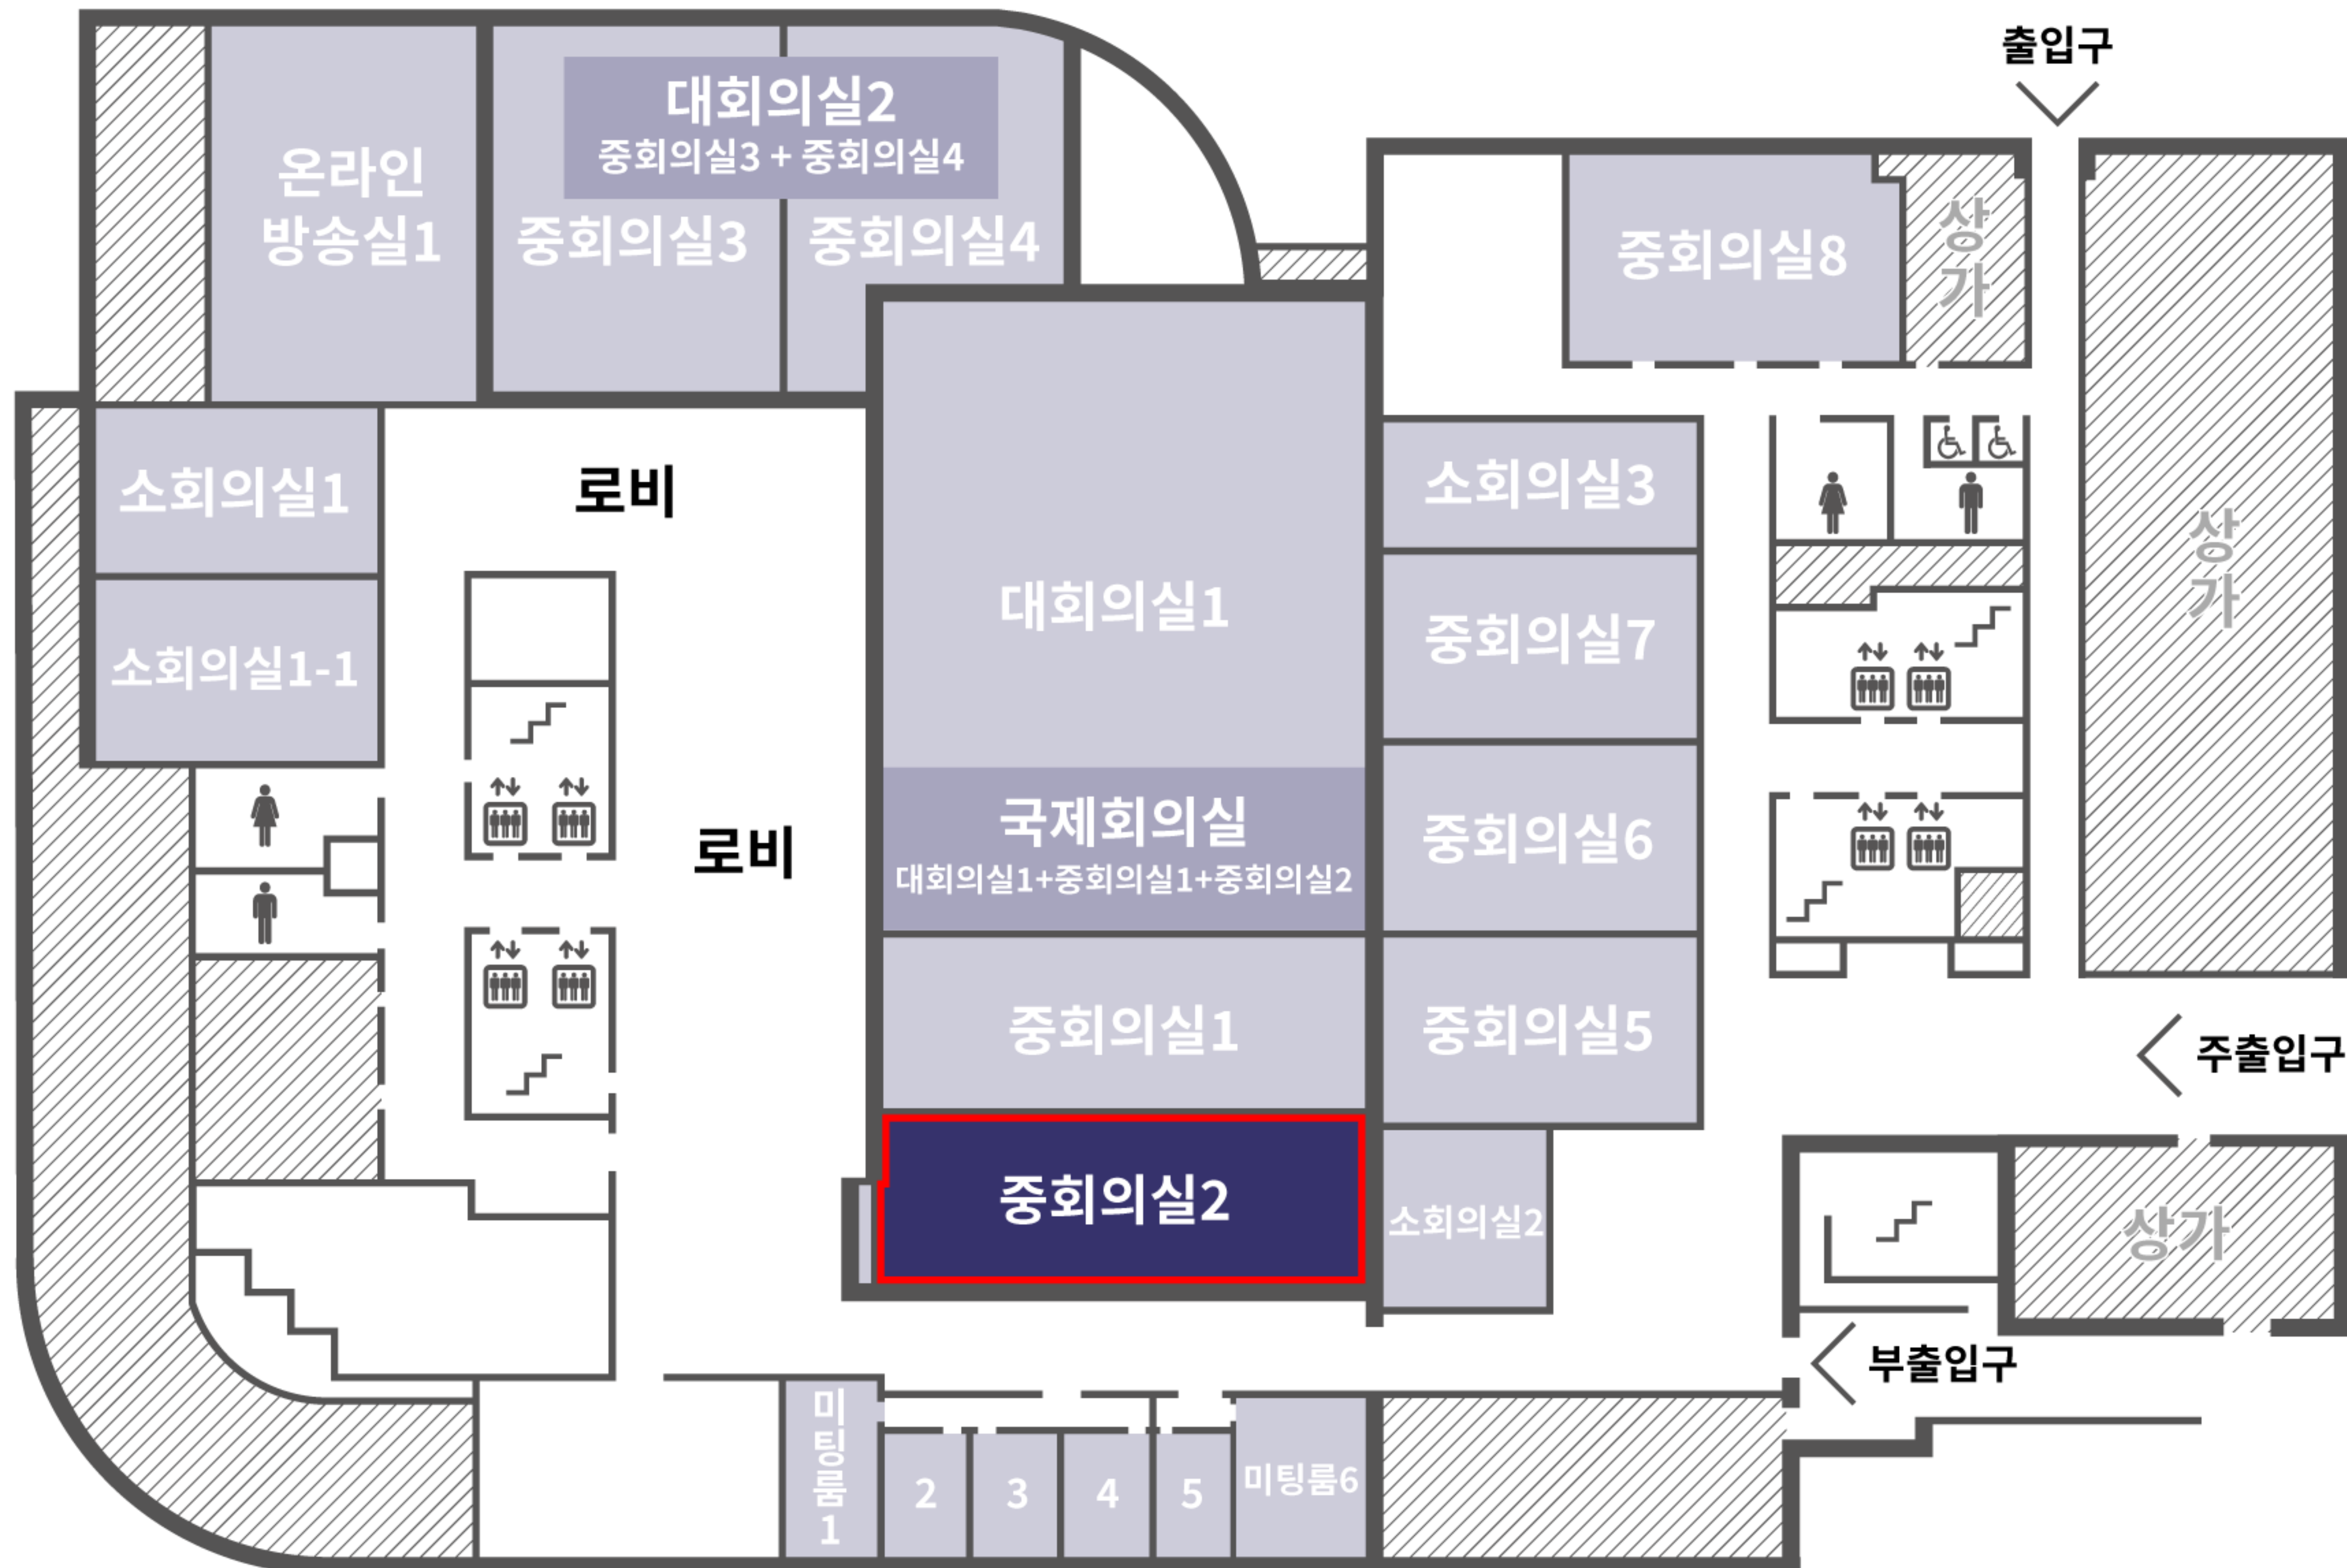 출입구
대회의실2
중회의실3 + 중회의실4
온라인
방송실1
중회의실3
중회의실4
중회의실8
상
가
소회의실1
로비
소회의실3
상
가
대회의실1
중회의실7
소회의실1-1
국제회의실
대회의실1+중회의실1+중회의실2
중회의실6
로비
중회의실1
중회의실5
주출입구
중회의실2
소회의실2
상가
부출입구
미
팅
룸
1
2
3
4
5
미팅룸6